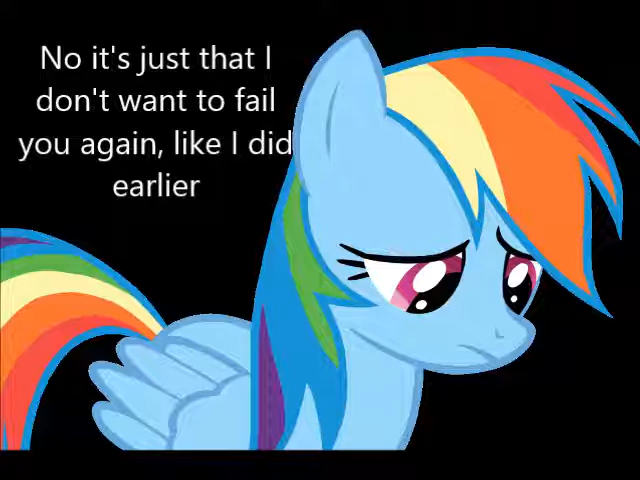 No it's just that I
don't want to fail
you again, like I did
earlier